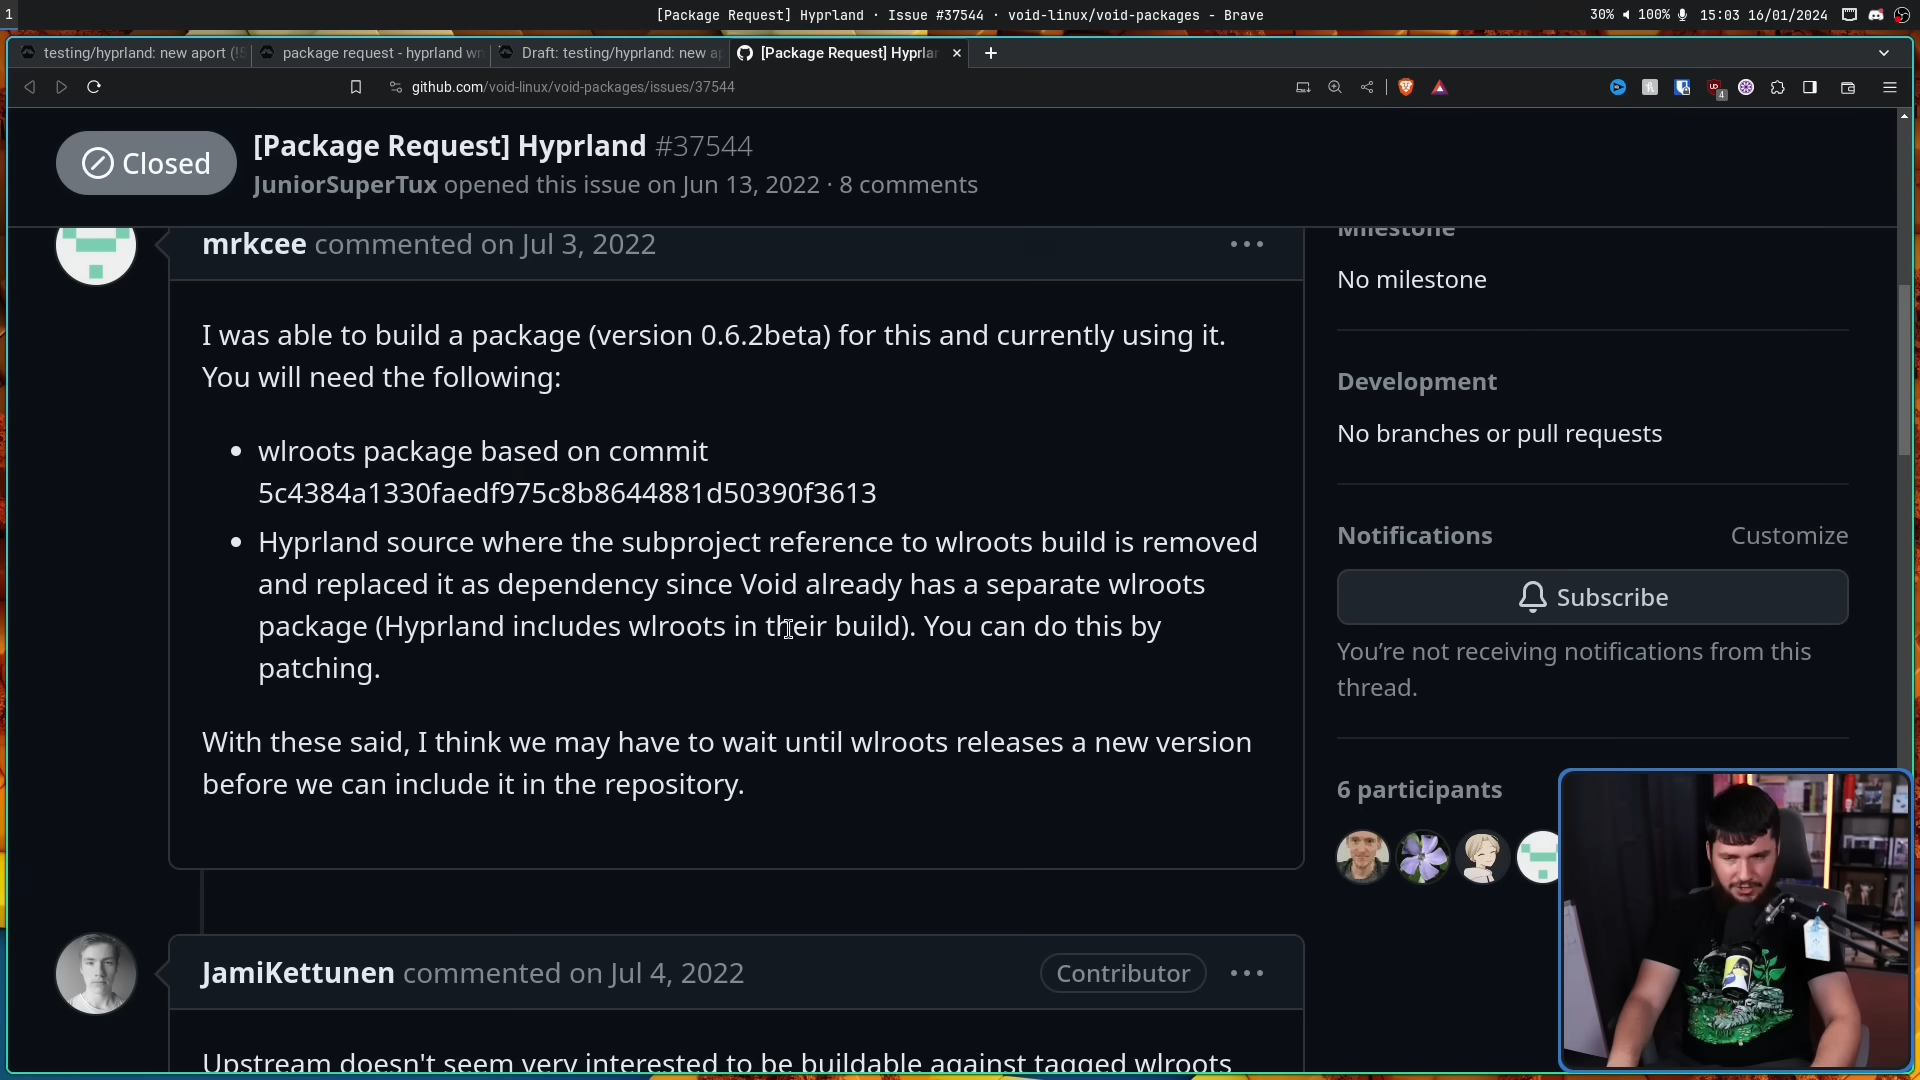 1
[Package Request] Hyprland · Issue #37544 · void-linux/void-packages - Brave
30% 100% 15:03 16/01/2024
testing/hyprland: new aport (!5
package request - hyprland wm
Draft: testing/hyprland: new ap
[Package Request] Hyprlan
github.com/void-linux/void-packages/issues/37544
4
Closed
[Package Request] Hyprland #37544
JuniorSuperTux opened this issue on Jun 13, 2022 · 8 comments
mrkcee commented on Jul 3, 2022
I was able to build a package (version 0.6.2beta) for this and currently using it.
You will need the following:
• wlroots package based on commit
5c4384a1330faedf975c8b8644881d50390f3613
• Hyprland source where the subproject reference to wlroots build is removed
and replaced it as dependency since Void already has a separate wlroots
package (Hyprland includes wlroots in their build). You can do this by
patching.
With these said, I think we may have to wait until wlroots releases a new version
before we can include it in the repository.
JamiKettunen commented on Jul 4, 2022
Contributor
Upstream doesn't seem very interested to be buildable against tagged wlroots
Milestone
No milestone
Development
No branches or pull requests
Notifications
Customize
Subscribe
You're not receiving notifications from this
thread.
6 participants